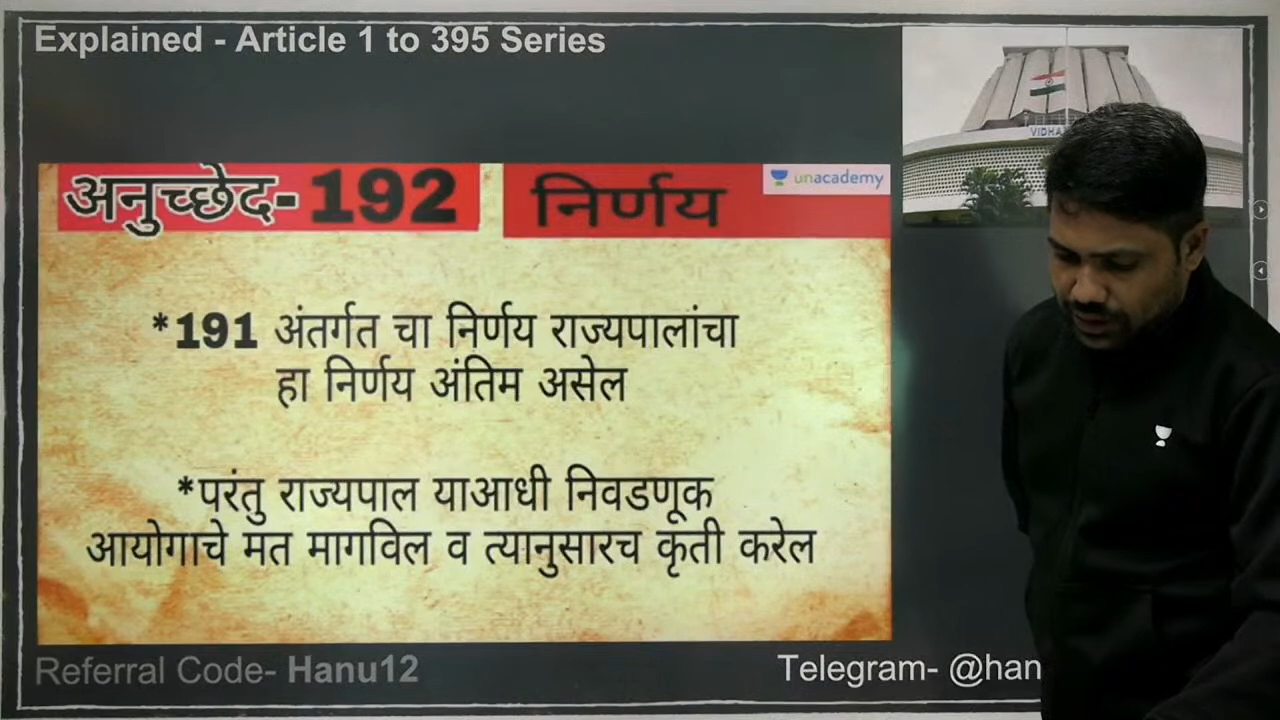 Explained - Article 1 to 395 Series
VIDHA
अनुच्छेद- 192
निर्णय
unacademy
*191 अंतर्गत चा निर्णय राज्यपालांचा
हा निर्णय अंतिम असेल
*परंतु राज्यपाल याआधी निवडणूक
आयोगाचे मत मागविल व त्यानुसारच कृती करेल
Referral Code- Hanu12
Telegram- @han